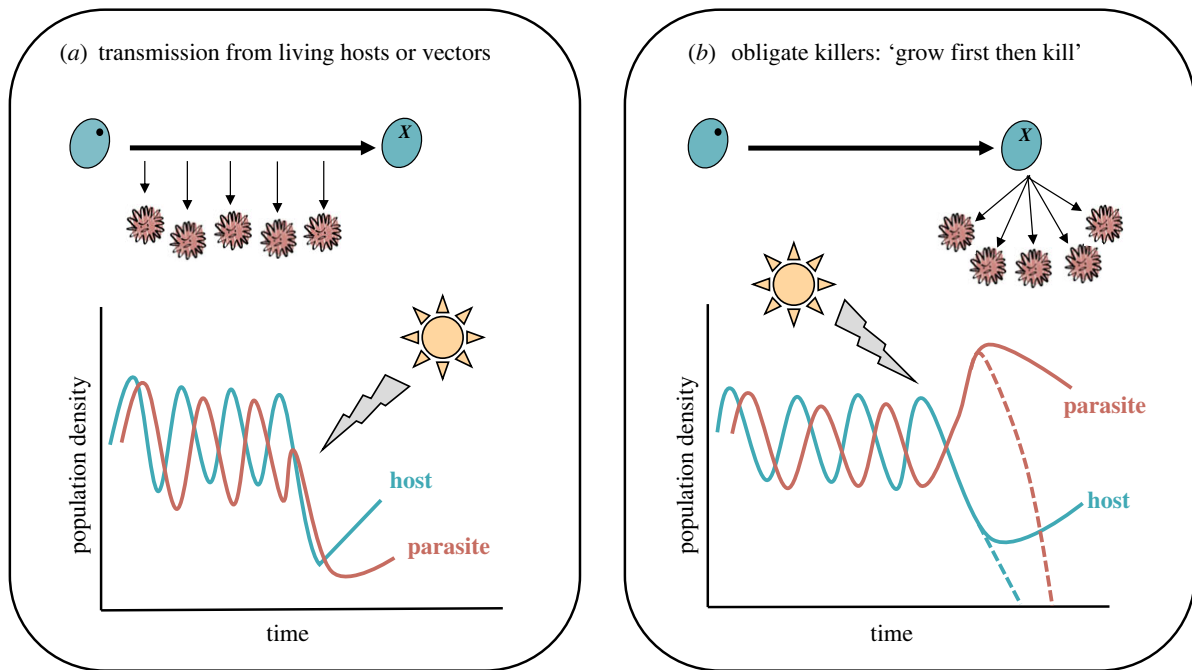 (a) transmission from living hosts or vectors
X
population density
host
parasite
time
(b) obligate killers: ‘grow first then kill’
X
population density
parasite
host
time